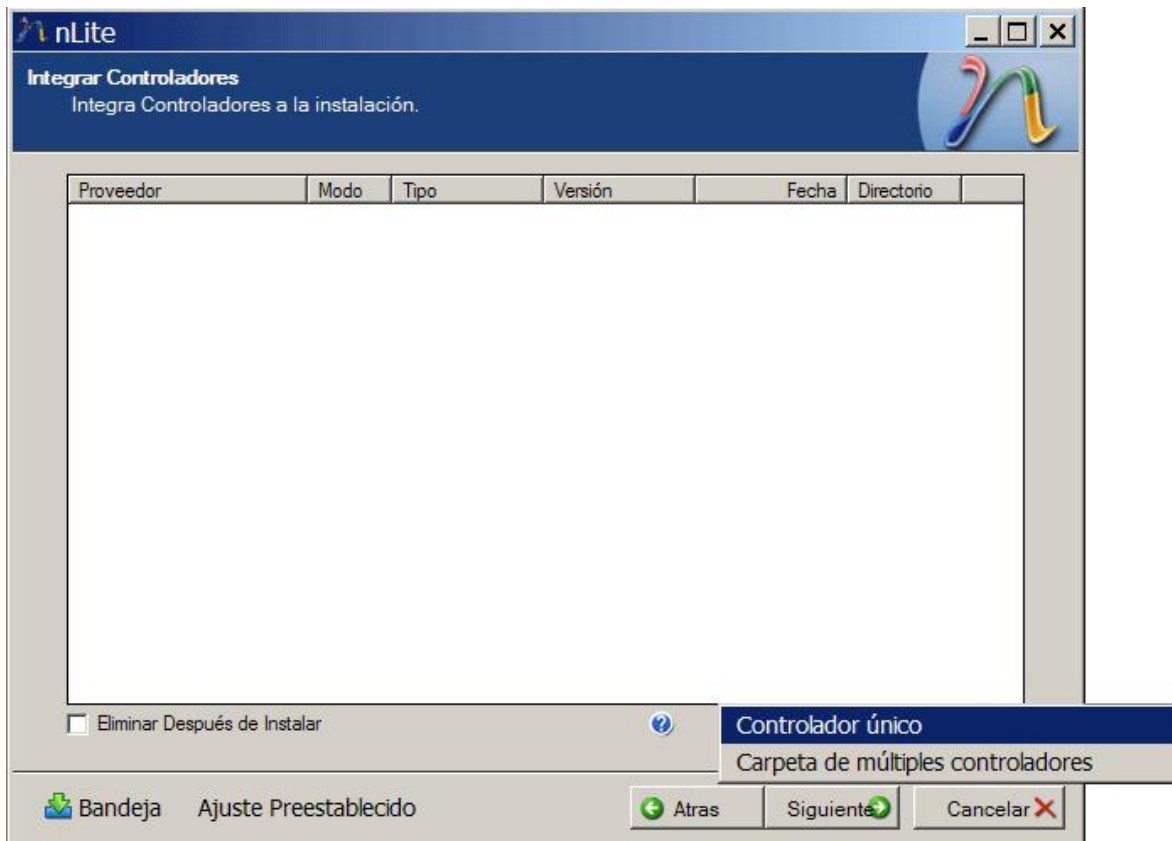 nLite
Integrar Controladores
Integra Controladores a la instalación.
Proveedor Modo Tipo Versión Fecha Directorio
Eliminar Después de Instalar
Controlador único
Carpeta de múltiples controladores
Bandeja Ajuste Preestablecido Atras Siguiente Cancelar